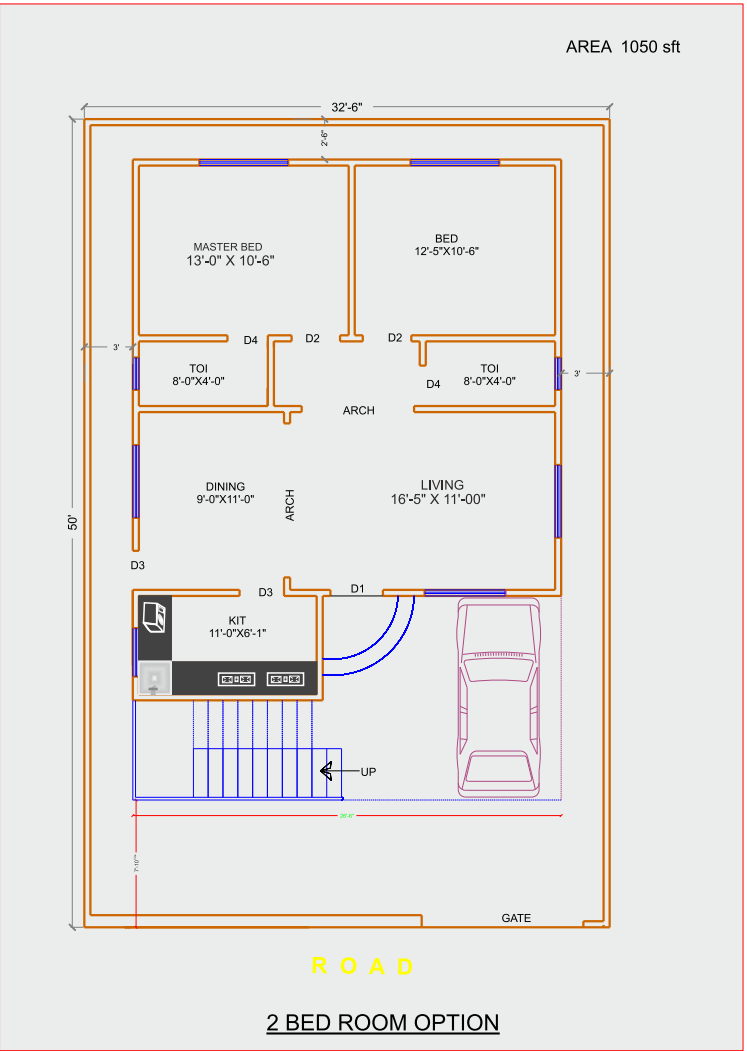 AREA 1050 sft
32'-6"
2'-6"
MASTER BED
13'-0" X 10'-6"
BED
12'-5"X10'-6"
D4
D2
D2
3'
TOI
8'-0"X4'-0"
D4
TOI
8'-0"X4'-0"
3'
ARCH
DINING
9'-0"X11'-0"
ARCH
LIVING
16'-5" X 11'-00"
50'
D3
D3
D1
KIT
11'-0"X6'-1"
UP
GATE
R O A D
2 BED ROOM OPTION